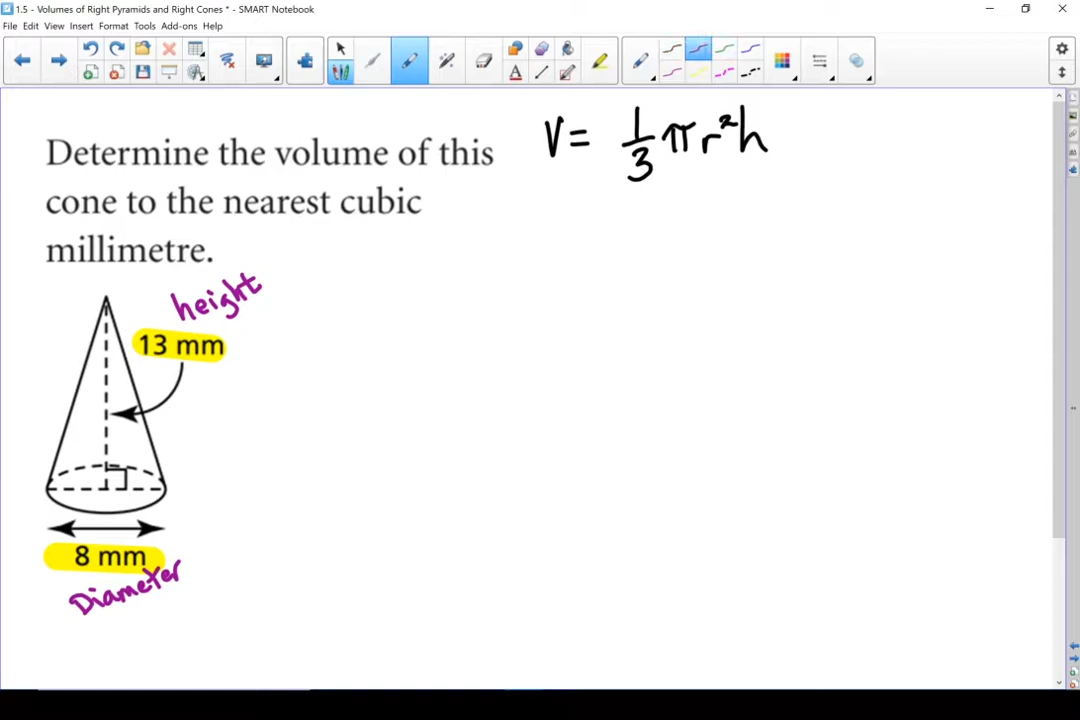 1.5 - Volumes of Right Pyramids and Right Cones * - SMART Notebook
File Edit View Insert Format Tools Add-ons Help
Determine the volume of this
cone to the nearest cubic
millimetre.
V= 1/3 πr²h
height
13 mm
8 mm
Diameter